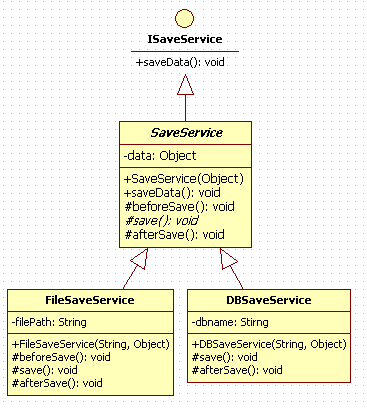 ISaveService
+saveData(): void
SaveService
-data: Object
+SaveService(Object)
+saveData(): void
#beforeSave(): void
#save(): void
#afterSave(): void
FileSaveService
-filePath: String
+FileSaveService(String, Object)
#beforeSave(): void
#save(): void
#afterSave(): void
DBSaveService
-dbname: Stirng
+DBSaveService(String, Object)
#save(): void
#afterSave(): void